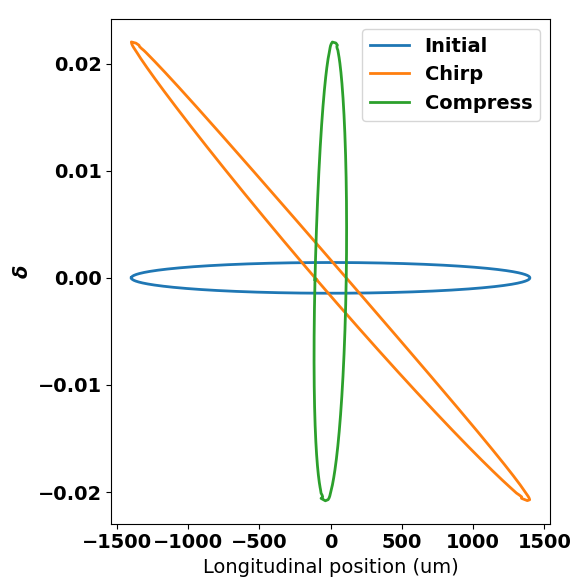 Initial
Chirp
Compress
0.02
0.01
0.00
−0.01
−0.02
δ
−1500 −1000 −500 0 500 1000 1500
Longitudinal position (um)